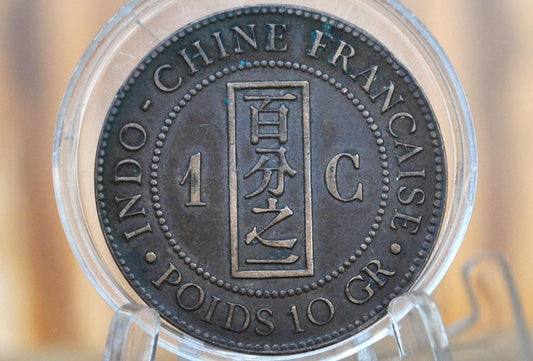 INDO-CHINE FRANÇAISE
1 C
百分之一
• POIDS 10 GR •